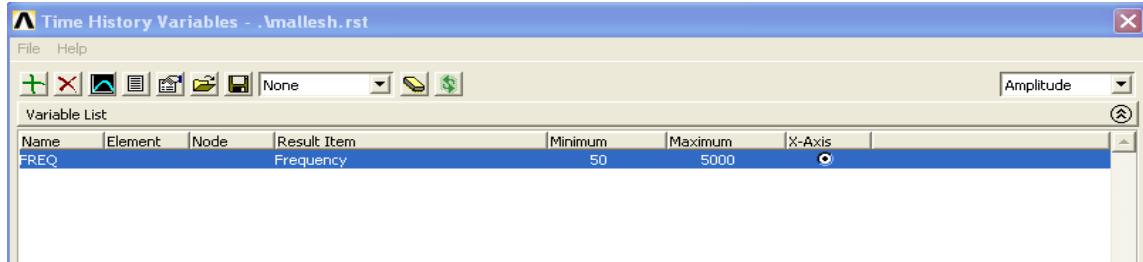 Time History Variables - .\mallesh.rst
File Help
None Amplitude
Variable List
Name Element Node Result Item Minimum Maximum X-Axis
FREQ Frequency 50 5000